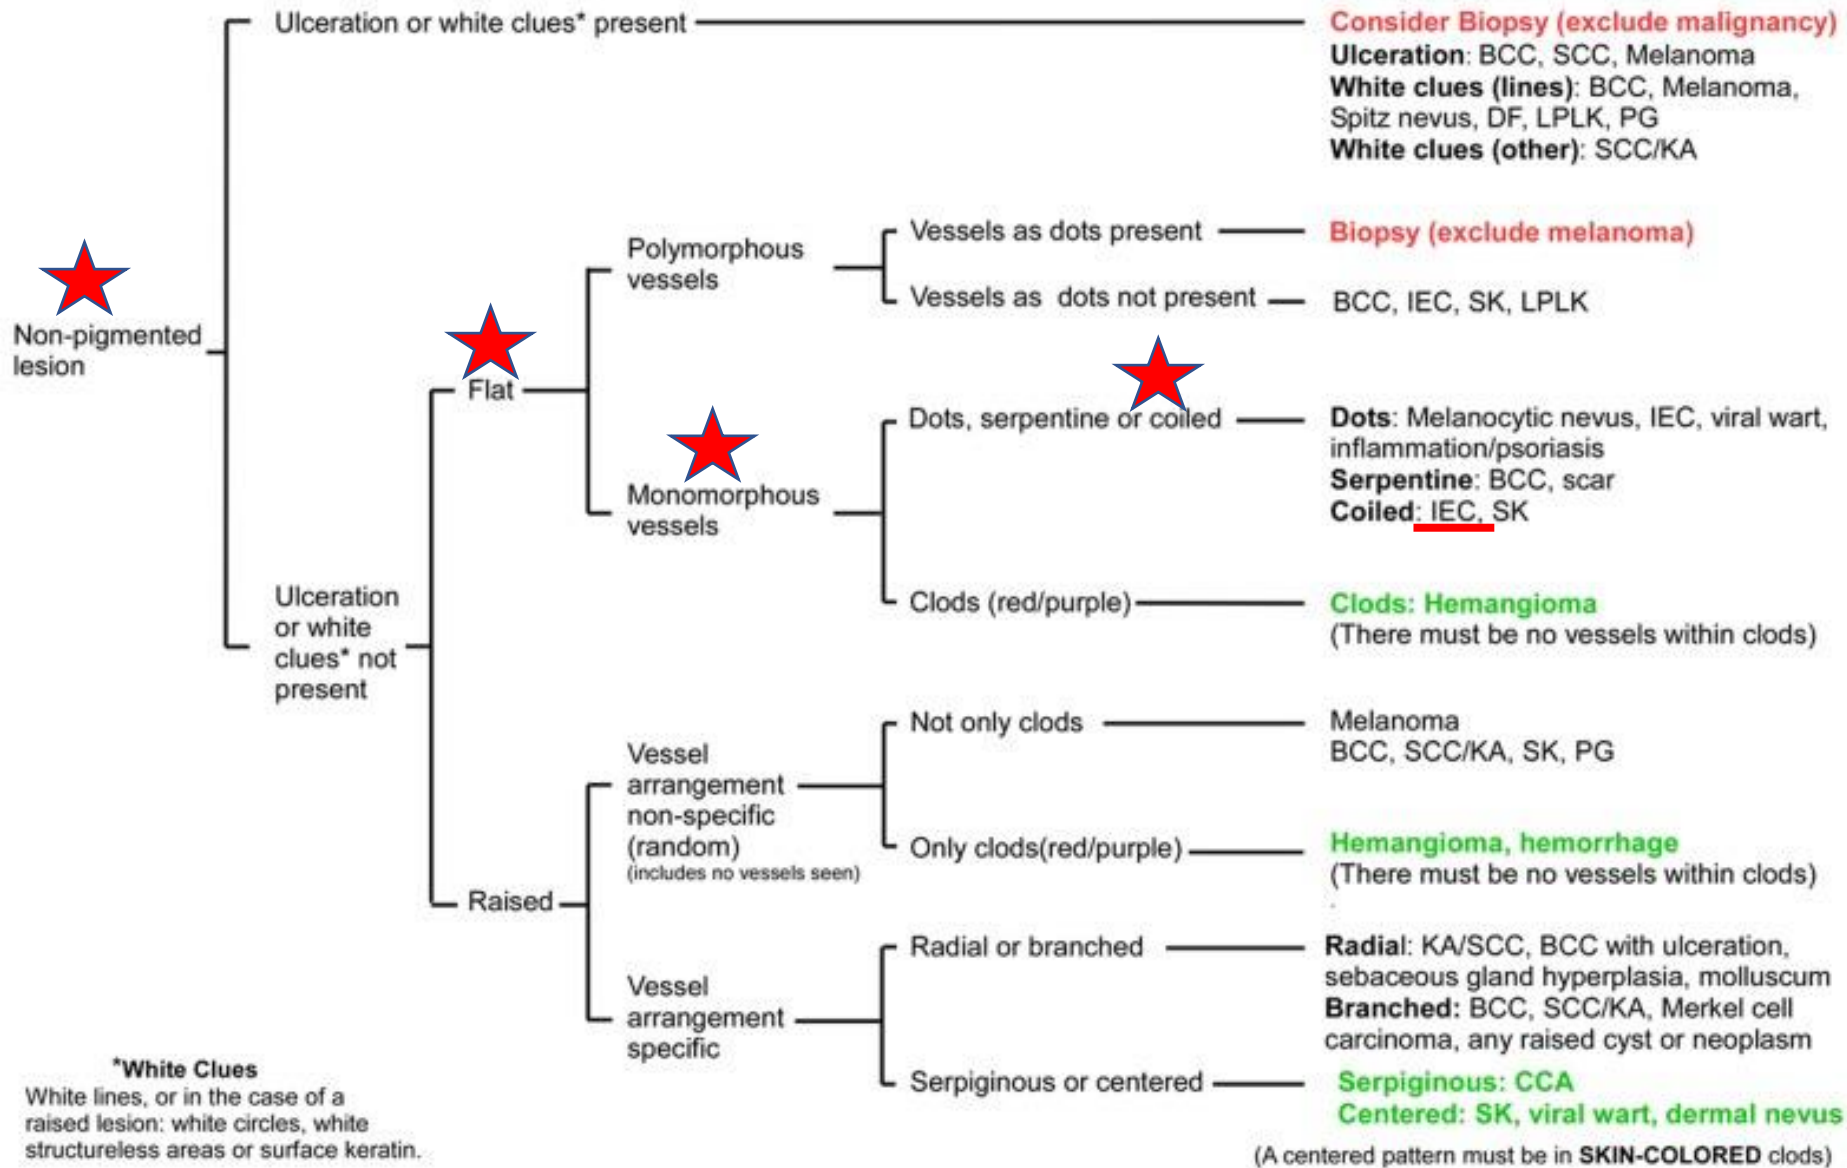 Ulceration or white clues* present
Consider Biopsy (exclude malignancy)
Ulceration: BCC, SCC, Melanoma
White clues (lines): BCC, Melanoma,
Spitz nevus, DF, LPLK, PG
White clues (other): SCC/KA
Non-pigmented
lesion
Flat
Polymorphous
vessels
Vessels as dots present
Biopsy (exclude melanoma)
Vessels as dots not present
BCC, IEC, SK, LPLK
Monomorphous
vessels
Dots, serpentine or coiled
Dots: Melanocytic nevus, IEC, viral wart,
inflammation/psoriasis
Serpentine: BCC, scar
Coiled: IEC, SK
Clods (red/purple)
Clods: Hemangioma
(There must be no vessels within clods)
Ulceration
or white
clues* not
present
Raised
Vessel
arrangement
non-specific
(random)
(includes no vessels seen)
Not only clods
Melanoma
BCC, SCC/KA, SK, PG
Only clods(red/purple)
Hemangioma, hemorrhage
(There must be no vessels within clods)
Vessel
arrangement
specific
Radial or branched
Radial: KA/SCC, BCC with ulceration,
sebaceous gland hyperplasia, molluscum
Branched: BCC, SCC/KA, Merkel cell
carcinoma, any raised cyst or neoplasm
Serpiginous or centered
Serpiginous: CCA
Centered: SK, viral wart, dermal nevus
(A centered pattern must be in SKIN-COLORED clods)
*White Clues
White lines, or in the case of a
raised lesion: white circles, white
structureless areas or surface keratin.